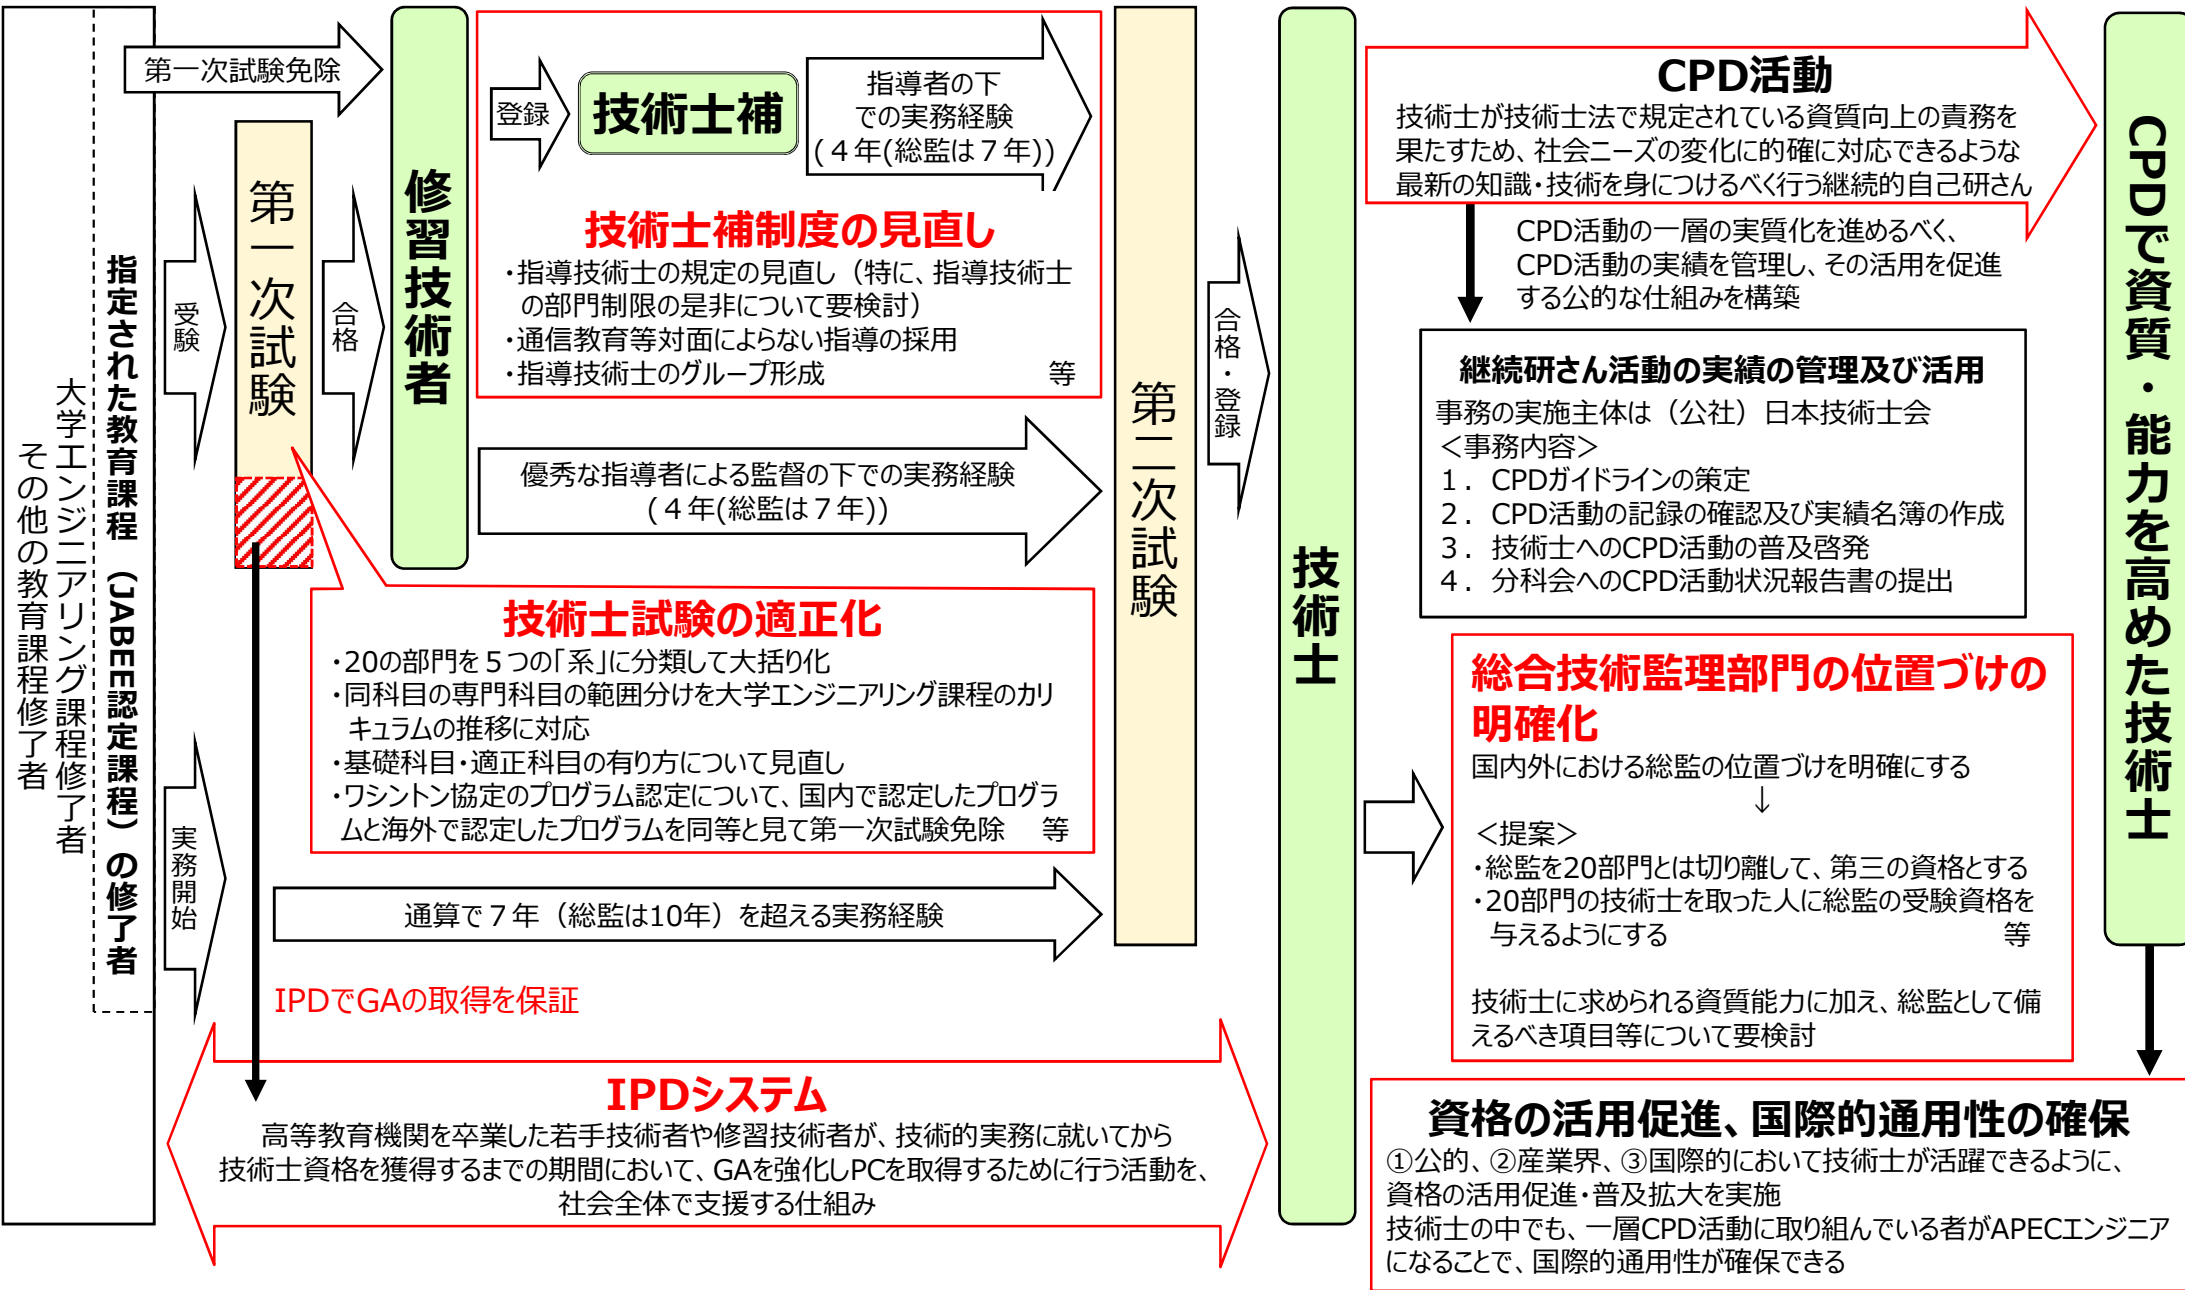 その他の教育課程修了者
大学エンジニアリング課程修了者
指定された教育課程（JABEE認定課程）の修了者
第一次試験免除
受験
第一次試験
合格
実務開始
修習技術者
登録
技術士補
指導者の下
での実務経験
(４年(総監は７年))
技術士補制度の見直し
・指導技術士の規定の見直し（特に、指導技術士
の部門制限の是非について要検討）
・通信教育等対面によらない指導の採用
・指導技術士のグループ形成　　等
優秀な指導者による監督の下での実務経験
(４年(総監は７年))
技術士試験の適正化
・20の部門を５つの「系」に分類して大括り化
・同科目の専門科目の範囲分けを大学エンジニアリング課程のカリ
キュラムの推移に対応
・基礎科目・適正科目の有り方について見直し
・ワシントン協定のプログラム認定について、国内で認定したプログラ
ムと海外で認定したプログラムを同等と見て第一次試験免除　等
通算で７年（総監は10年）を超える実務経験
IPDでGAの取得を保証
IPDシステム
高等教育機関を卒業した若手技術者や修習技術者が、技術的実務に就いてから
技術士資格を獲得するまでの期間において、GAを強化しPCを取得するために行う活動を、
社会全体で支援する仕組み
第二次試験
合格・登録
技術士
CPD活動
技術士が技術士法で規定されている資質向上の責務を
果たすため、社会ニーズの変化に的確に対応できるような
最新の知識・技術を身につけるべく行う継続的自己研さん
CPD活動の一層の実質化を進めるべく、
CPD活動の実績を管理し、その活用を促進
する公的な仕組みを構築
継続研さん活動の実績の管理及び活用
事務の実施主体は（公社）日本技術士会
＜事務内容＞
１．CPDガイドラインの策定
２．CPD活動の記録の確認及び実績名簿の作成
３．技術士へのCPD活動の普及啓発
４．分科会へのCPD活動状況報告書の提出
総合技術監理部門の位置づけの
明確化
国内外における総監の位置づけを明確にする
↓
＜提案＞
・総監を20部門とは切り離して、第三の資格とする
・20部門の技術士を取った人に総監の受験資格を
与えるようにする　　等
技術士に求められる資質能力に加え、総監として備
えるべき項目等について要検討
CPDで資質・能力を高めた技術士
資格の活用促進、国際的通用性の確保
①公的、②産業界、③国際的において技術士が活躍できるように、
資格の活用促進・普及拡大を実施
技術士の中でも、一層CPD活動に取り組んでいる者がAPECエンジニア
になることで、国際的通用性が確保できる